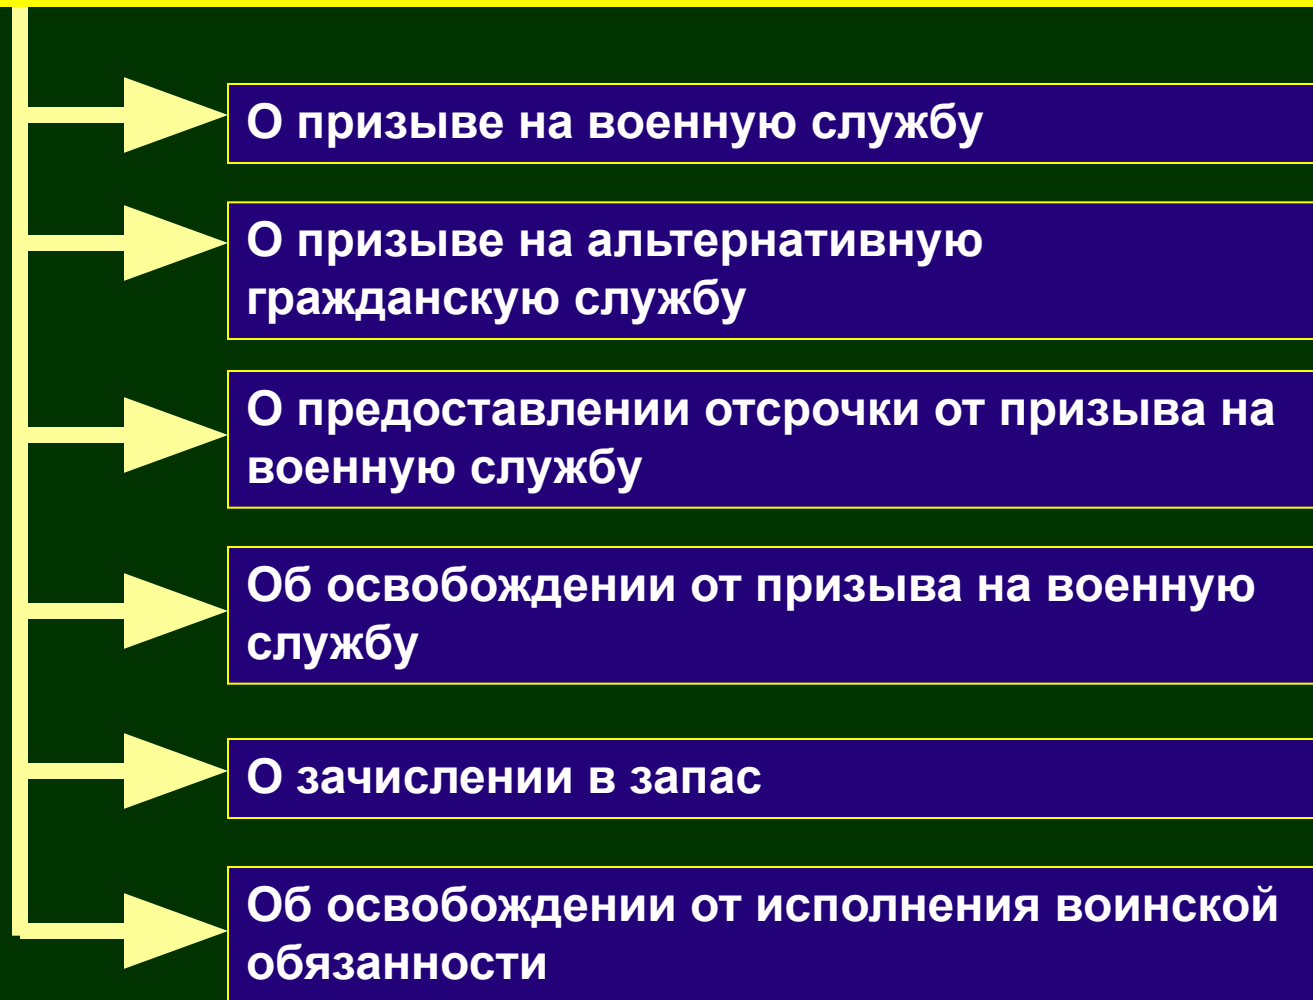 О призыве на военную службу
О призыве на альтернативную
гражданскую службу
О предоставлении отсрочки от призыва на
военную службу
Об освобождении от призыва на военную
службу
О зачислении в запас
Об освобождении от исполнения воинской
обязанности